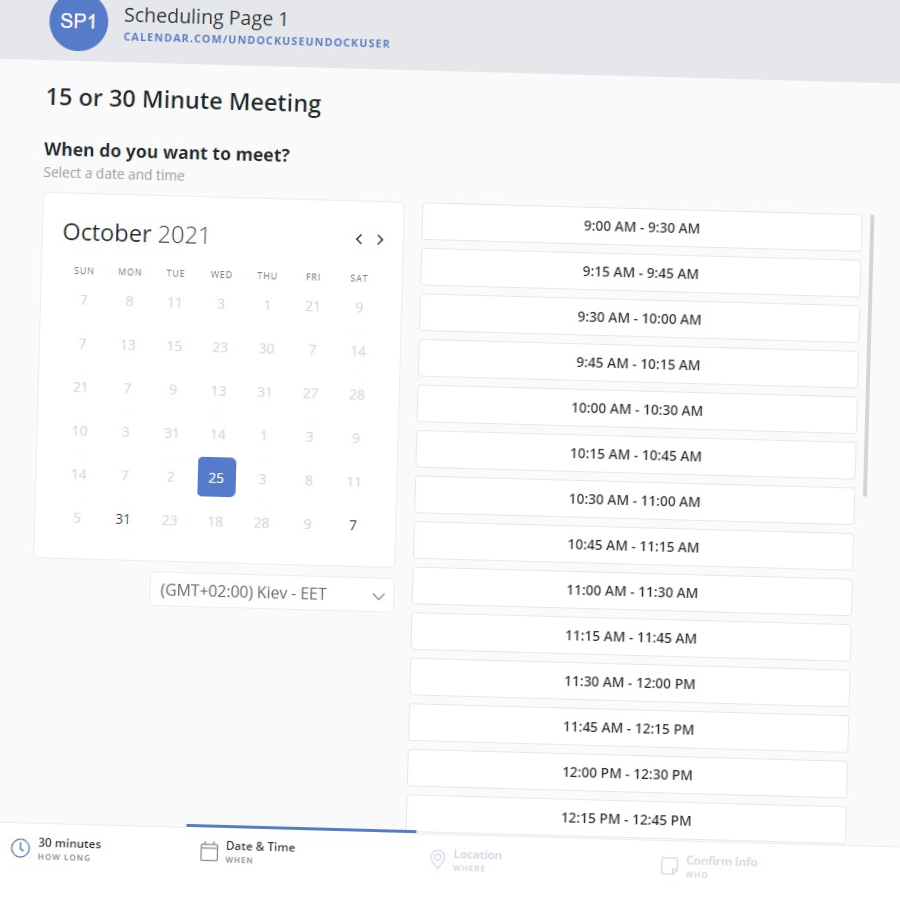 SP1
Scheduling Page 1
CALENDAR.COM/UNDOCKUSEUNDOCKUSER
15 or 30 Minute Meeting
When do you want to meet?
Select a date and time
October 2021
SUN MON TUE WED THU FRI SAT
7 8 11 3 1 21 9
7 13 15 23 30 7 14
21 7 9 13 31 27 28
10 3 31 14 1 3 9
14 7 2 25 3 8 11
5 31 23 18 28 9 7
(GMT+02:00) Kiev - EET
9:00 AM - 9:30 AM
9:15 AM - 9:45 AM
9:30 AM - 10:00 AM
9:45 AM - 10:15 AM
10:00 AM - 10:30 AM
10:15 AM - 10:45 AM
10:30 AM - 11:00 AM
10:45 AM - 11:15 AM
11:00 AM - 11:30 AM
11:15 AM - 11:45 AM
11:30 AM - 12:00 PM
11:45 AM - 12:15 PM
12:00 PM - 12:30 PM
12:15 PM - 12:45 PM
30 minutes
HOW LONG
Date & Time
WHEN
Location
WHERE
Confirm Info
WHO